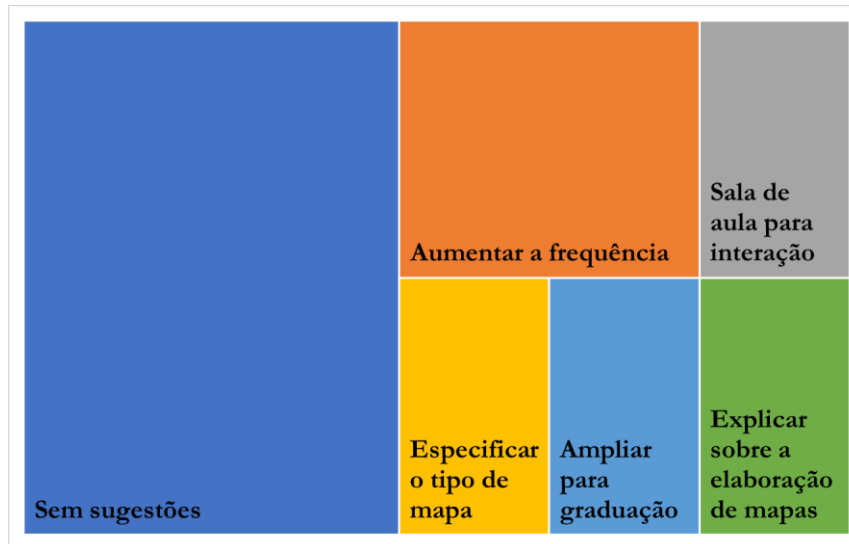 Sem sugestões
Aumentar a frequência
Sala de
aula para
interação
Especificar
o tipo de
mapa
Ampliar
para
graduação
Explicar
sobre a
elaboração
de mapas